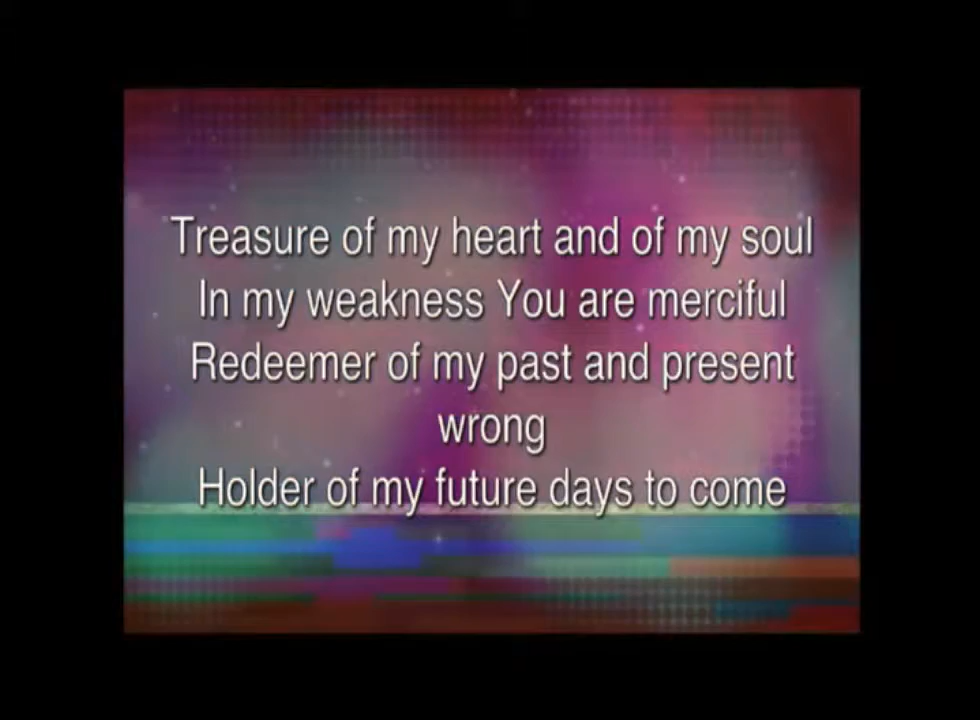 Treasure of my heart and of my soul
In my weakness You are merciful
Redeemer of my past and present
wrong
Holder of my future days to come